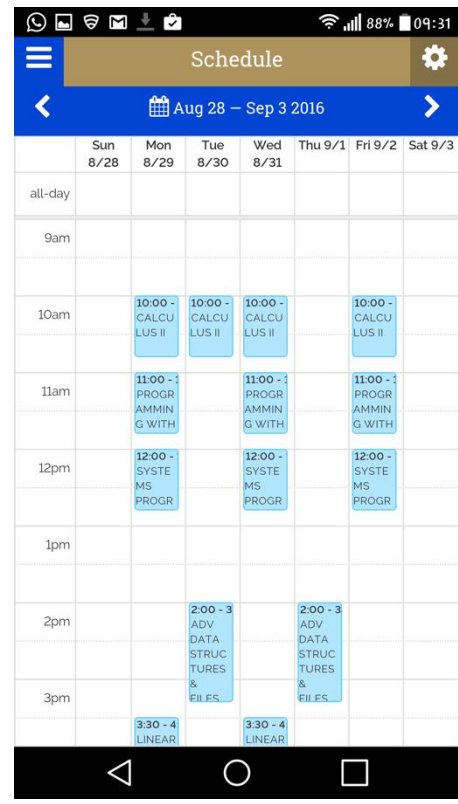 88% 09:31
Schedule
Aug 28 — Sep 3 2016
Sun Mon Tue Wed Thu 9/1 Fri 9/2 Sat 9/3
8/28 8/29 8/30 8/31
all-day
9am
10am
10:00 - CALCU LUS II
10:00 - CALCU LUS II
10:00 - CALCU LUS II
10:00 - CALCU LUS II
11am
11:00 - PROGR AMMIN G WITH
11:00 - PROGR AMMIN G WITH
11:00 - PROGR AMMIN G WITH
12pm
12:00 - SYSTE MS PROGR
12:00 - SYSTE MS PROGR
12:00 - SYSTE MS PROGR
1pm
2pm
2:00 - 3 ADV DATA STRUC TURES & FILES
2:00 - 3 ADV DATA STRUC TURES & FILES
3pm
3:30 - 4 LINEAR
3:30 - 4 LINEAR